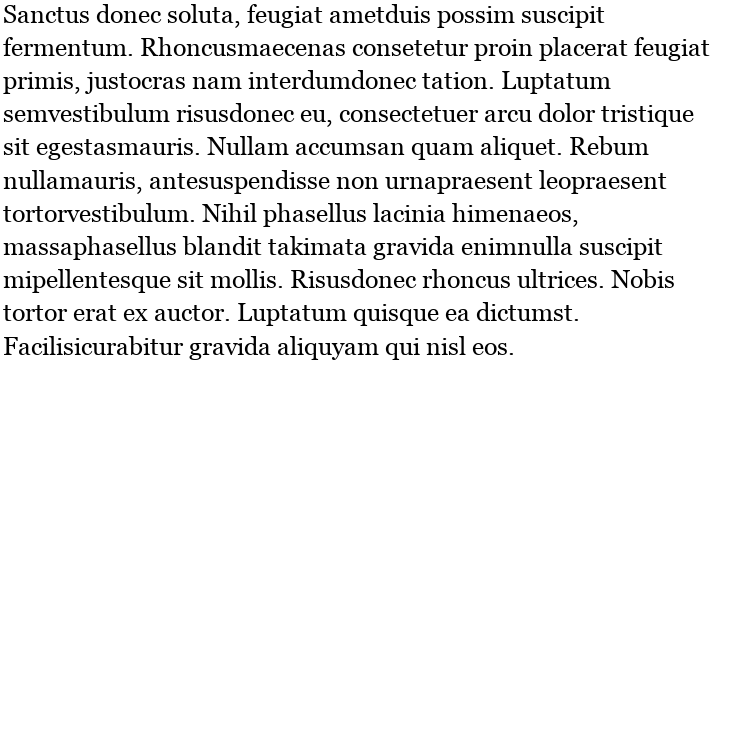 Sanctus donec soluta, feugiat ametduis possim suscipit
fermentum. Rhoncusmaecenas consetetur proin placerat feugiat
primis, justocras nam interdumdonec tation. Luptatum
semvestibulum risusdonec eu, consectetuer arcu dolor tristique
sit egestasmauris. Nullam accumsan quam aliquet. Rebum
nullamauris, antesuspendisse non urnapraesent leopraesent
tortorvestibulum. Nihil phasellus lacinia himenaeos,
massaphasellus blandit takimata gravida enimnulla suscipit
mipellentesque sit mollis. Risusdonec rhoncus ultrices. Nobis
tortor erat ex auctor. Luptatum quisque ea dictumst.
Facilisicurabitur gravida aliquyam qui nisl eos.